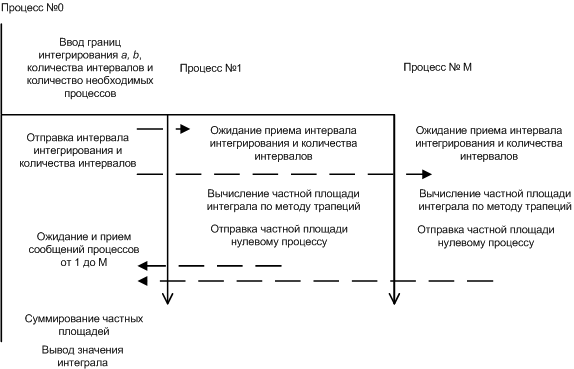 Процесс №0
Ввод границ
интегрирования a, b,
количества интервалов и
количество необходимых
процессов
Процесс №1
Процесс № M
Отправка интервала
интегрирования и
количества интервалов
Ожидание приема интервала
интегрирования и количества
интервалов
Ожидание приема интервала
интегрирования и количества
интервалов
Вычисление частной площади
интеграла по методу трапеций
Вычисление частной площади
интеграла по методу трапеций
Отправка частной площади
нулевому процессу
Отправка частной площади
нулевому процессу
Ожидание и прием
сообщений процессов
от 1 до M
Суммирование частных
площадей
Вывод значения
интеграла